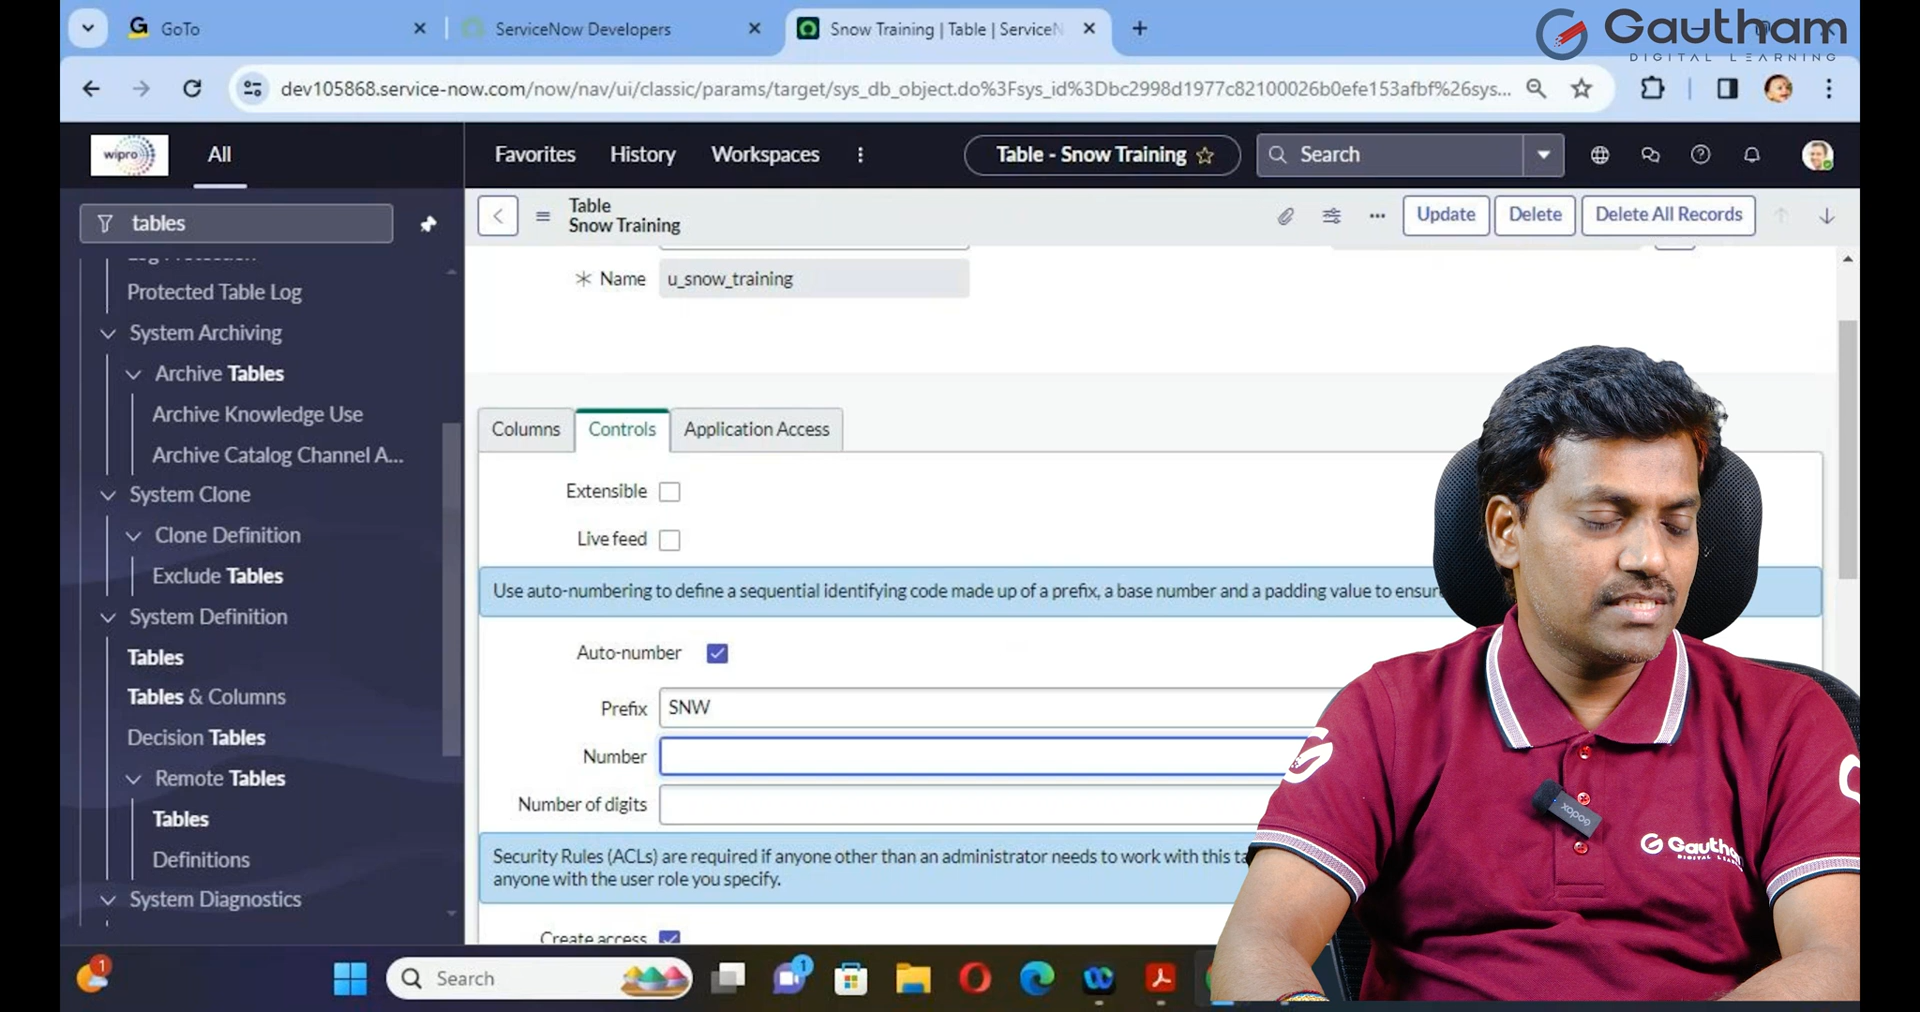 GoTo
ServiceNow Developers
Snow Training | Table | ServiceN
Gautham
DIGITAL LEARNING
dev105868.service-now.com/now/nav/ui/classic/params/target/sys_db_object.do%3Fsys_id%3Dbc2998d1977c82100026b0efe153afbf%26sys...
wipro
All
Favorites
History
Workspaces
Table - Snow Training
Search
tables
Table
Snow Training
Update
Delete
Delete All Records
Protected Table Log
System Archiving
Archive Tables
Archive Knowledge Use
Archive Catalog Channel A...
System Clone
Clone Definition
Exclude Tables
System Definition
Tables
Tables & Columns
Decision Tables
Remote Tables
Tables
Definitions
System Diagnostics
Name
u_snow_training
Columns
Controls
Application Access
Extensible
Live feed
Use auto-numbering to define a sequential identifying code made up of a prefix, a base number and a padding value to ensur
Auto-number
Prefix
SNW
Number
Number of digits
Security Rules (ACLs) are required if anyone other than an administrator needs to work with this ta
anyone with the user role you specify.
Create access
Godox
Gautha
DIGITAL
1
Search
1